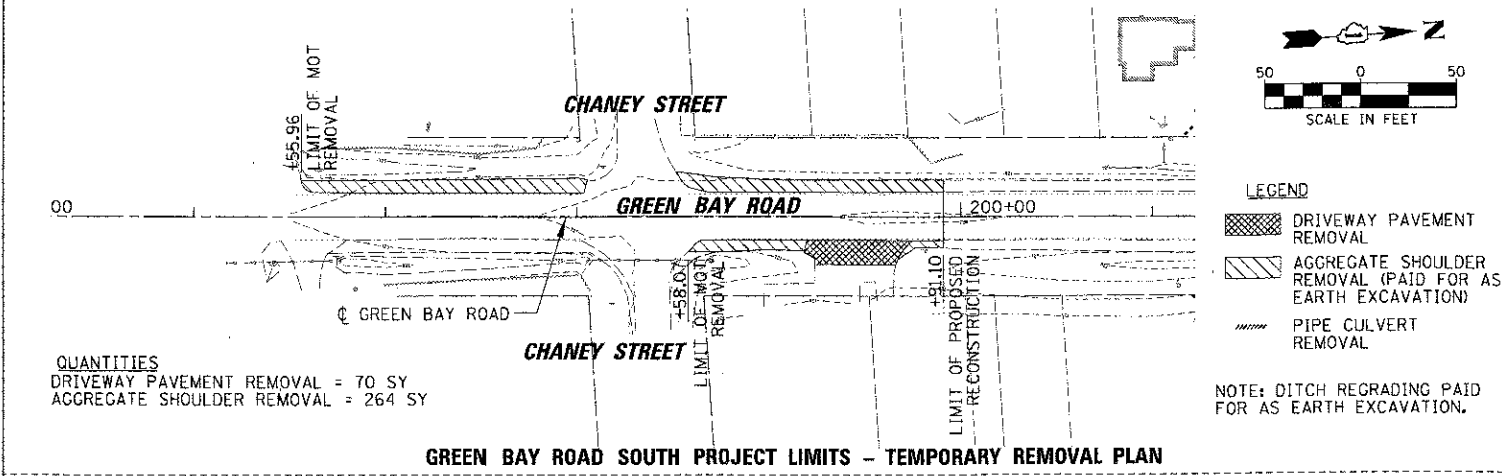 CHANEY STREET
+55.96
LIMIT OF MOT
REMOVAL
00
GREEN BAY ROAD
200+00
℄ GREEN BAY ROAD
CHANEY STREET
+58.07
LIMIT OF MOT
REMOVAL
+91.10
LIMIT OF PROPOSED
RECONSTRUCTION
N
50 0 50
SCALE IN FEET
LEGEND
DRIVEWAY PAVEMENT
REMOVAL
AGGREGATE SHOULDER
REMOVAL (PAID FOR AS
EARTH EXCAVATION)
PIPE CULVERT
REMOVAL
NOTE: DITCH REGRADING PAID
FOR AS EARTH EXCAVATION.
QUANTITIES
DRIVEWAY PAVEMENT REMOVAL = 70 SY
AGGREGATE SHOULDER REMOVAL = 264 SY
GREEN BAY ROAD SOUTH PROJECT LIMITS – TEMPORARY REMOVAL PLAN